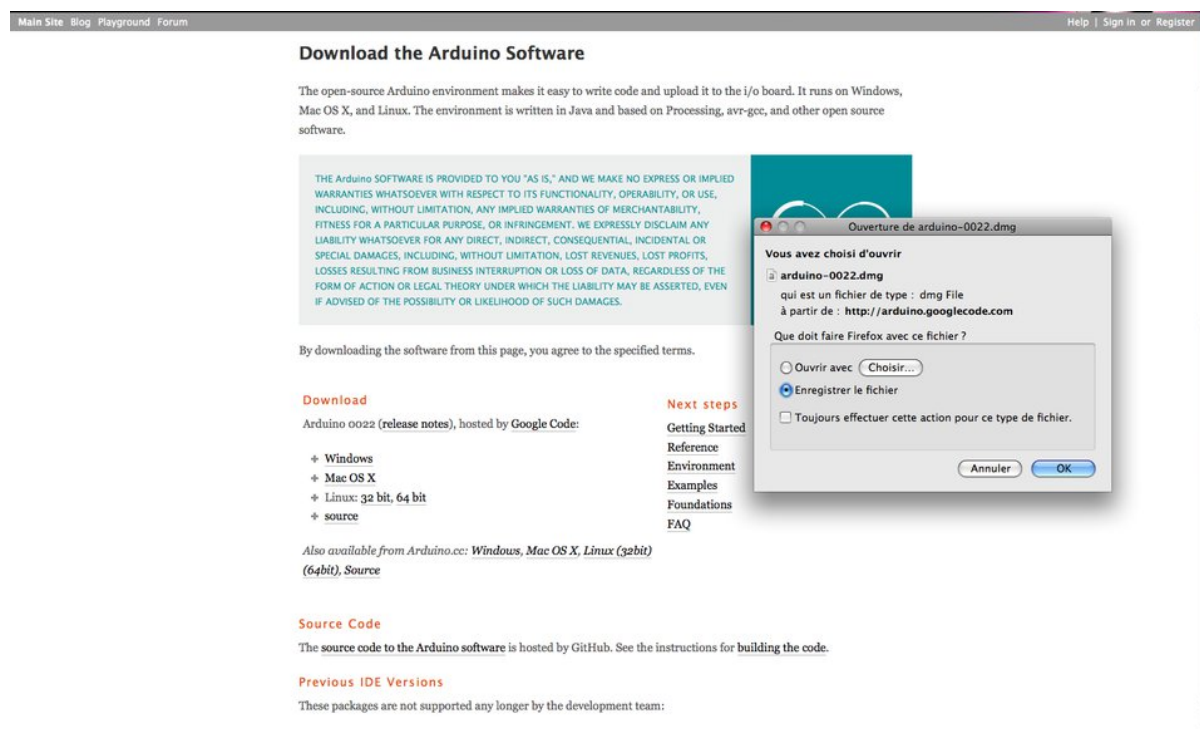 Main Site Blog Playground Forum
Help | Sign in or Register
Download the Arduino Software
The open-source Arduino environment makes it easy to write code and upload it to the i/o board. It runs on Windows,
Mac OS X, and Linux. The environment is written in Java and based on Processing, avr-gcc, and other open source
software.
THE Arduino SOFTWARE IS PROVIDED TO YOU "AS IS," AND WE MAKE NO EXPRESS OR IMPLIED
WARRANTIES WHATSOEVER WITH RESPECT TO ITS FUNCTIONALITY, OPERABILITY, OR USE,
INCLUDING, WITHOUT LIMITATION, ANY IMPLIED WARRANTIES OF MERCHANTABILITY,
FITNESS FOR A PARTICULAR PURPOSE, OR INFRINGEMENT. WE EXPRESSLY DISCLAIM ANY
LIABILITY WHATSOEVER FOR ANY DIRECT, INDIRECT, CONSEQUENTIAL, INCIDENTAL OR
SPECIAL DAMAGES, INCLUDING, WITHOUT LIMITATION, LOST REVENUES, LOST PROFITS,
LOSSES RESULTING FROM BUSINESS INTERRUPTION OR LOSS OF DATA, REGARDLESS OF THE
FORM OF ACTION OR LEGAL THEORY UNDER WHICH THE LIABILITY MAY BE ASSERTED, EVEN
IF ADVISED OF THE POSSIBILITY OR LIKELIHOOD OF SUCH DAMAGES.
By downloading the software from this page, you agree to the specified terms.
Download
Arduino 0022 (release notes), hosted by Google Code:
+ Windows
+ Mac OS X
+ Linux: 32 bit, 64 bit
+ source
Also available from Arduino.cc: Windows, Mac OS X, Linux (32bit)
(64bit), Source
Next steps
Getting Started
Reference
Environment
Examples
Foundations
FAQ
Source Code
The source code to the Arduino software is hosted by GitHub. See the instructions for building the code.
Previous IDE Versions
These packages are not supported any longer by the development team:
Ouverture de arduino-0022.dmg
Vous avez choisi d'ouvrir
arduino-0022.dmg
qui est un fichier de type : dmg File
à partir de : http://arduino.googlecode.com
Que doit faire Firefox avec ce fichier ?
Ouvrir avec Choisir...
Enregistrer le fichier
Toujours effectuer cette action pour ce type de fichier.
Annuler OK